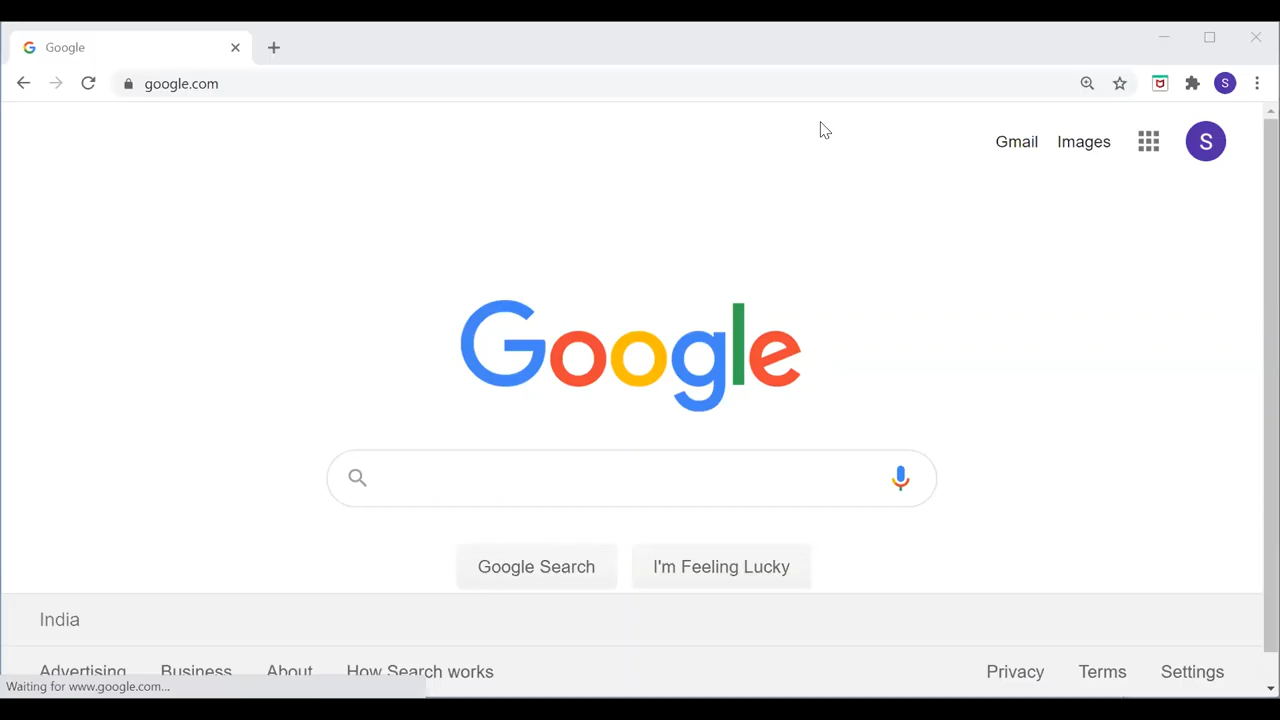 Google
google.com
S
Gmail Images S
Google
Google Search I'm Feeling Lucky
India
Advertising Business About How Search works Privacy Terms Settings
Waiting for www.google.com...